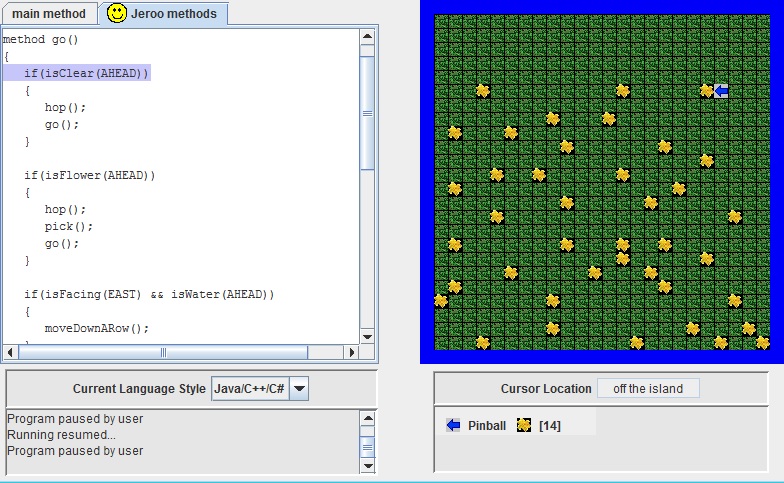 main method
Jeroo methods
method go()
{
if(isClear(AHEAD))
{
hop();
go();
}
if(isFlower(AHEAD))
{
hop();
pick();
go();
}
if(isFacing(EAST) && isWater(AHEAD))
{
moveDownARow();
}
Current Language Style Java/C++/C#
Program paused by user
Running resumed...
Program paused by user
Cursor Location off the island
Pinball [14]